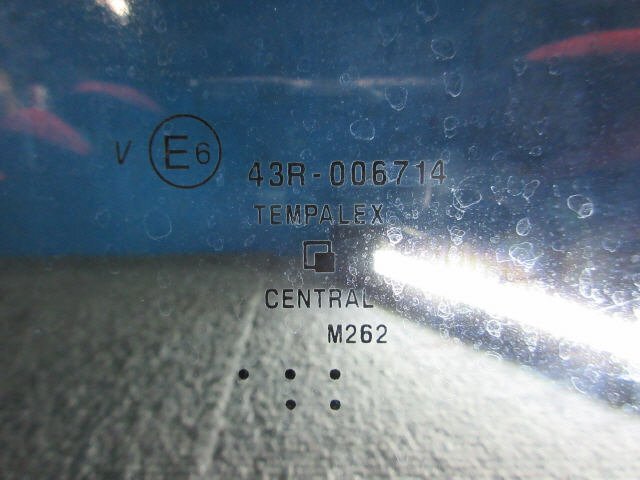 V E6 43R-006714
TEMPALEX
CENTRAL
M262